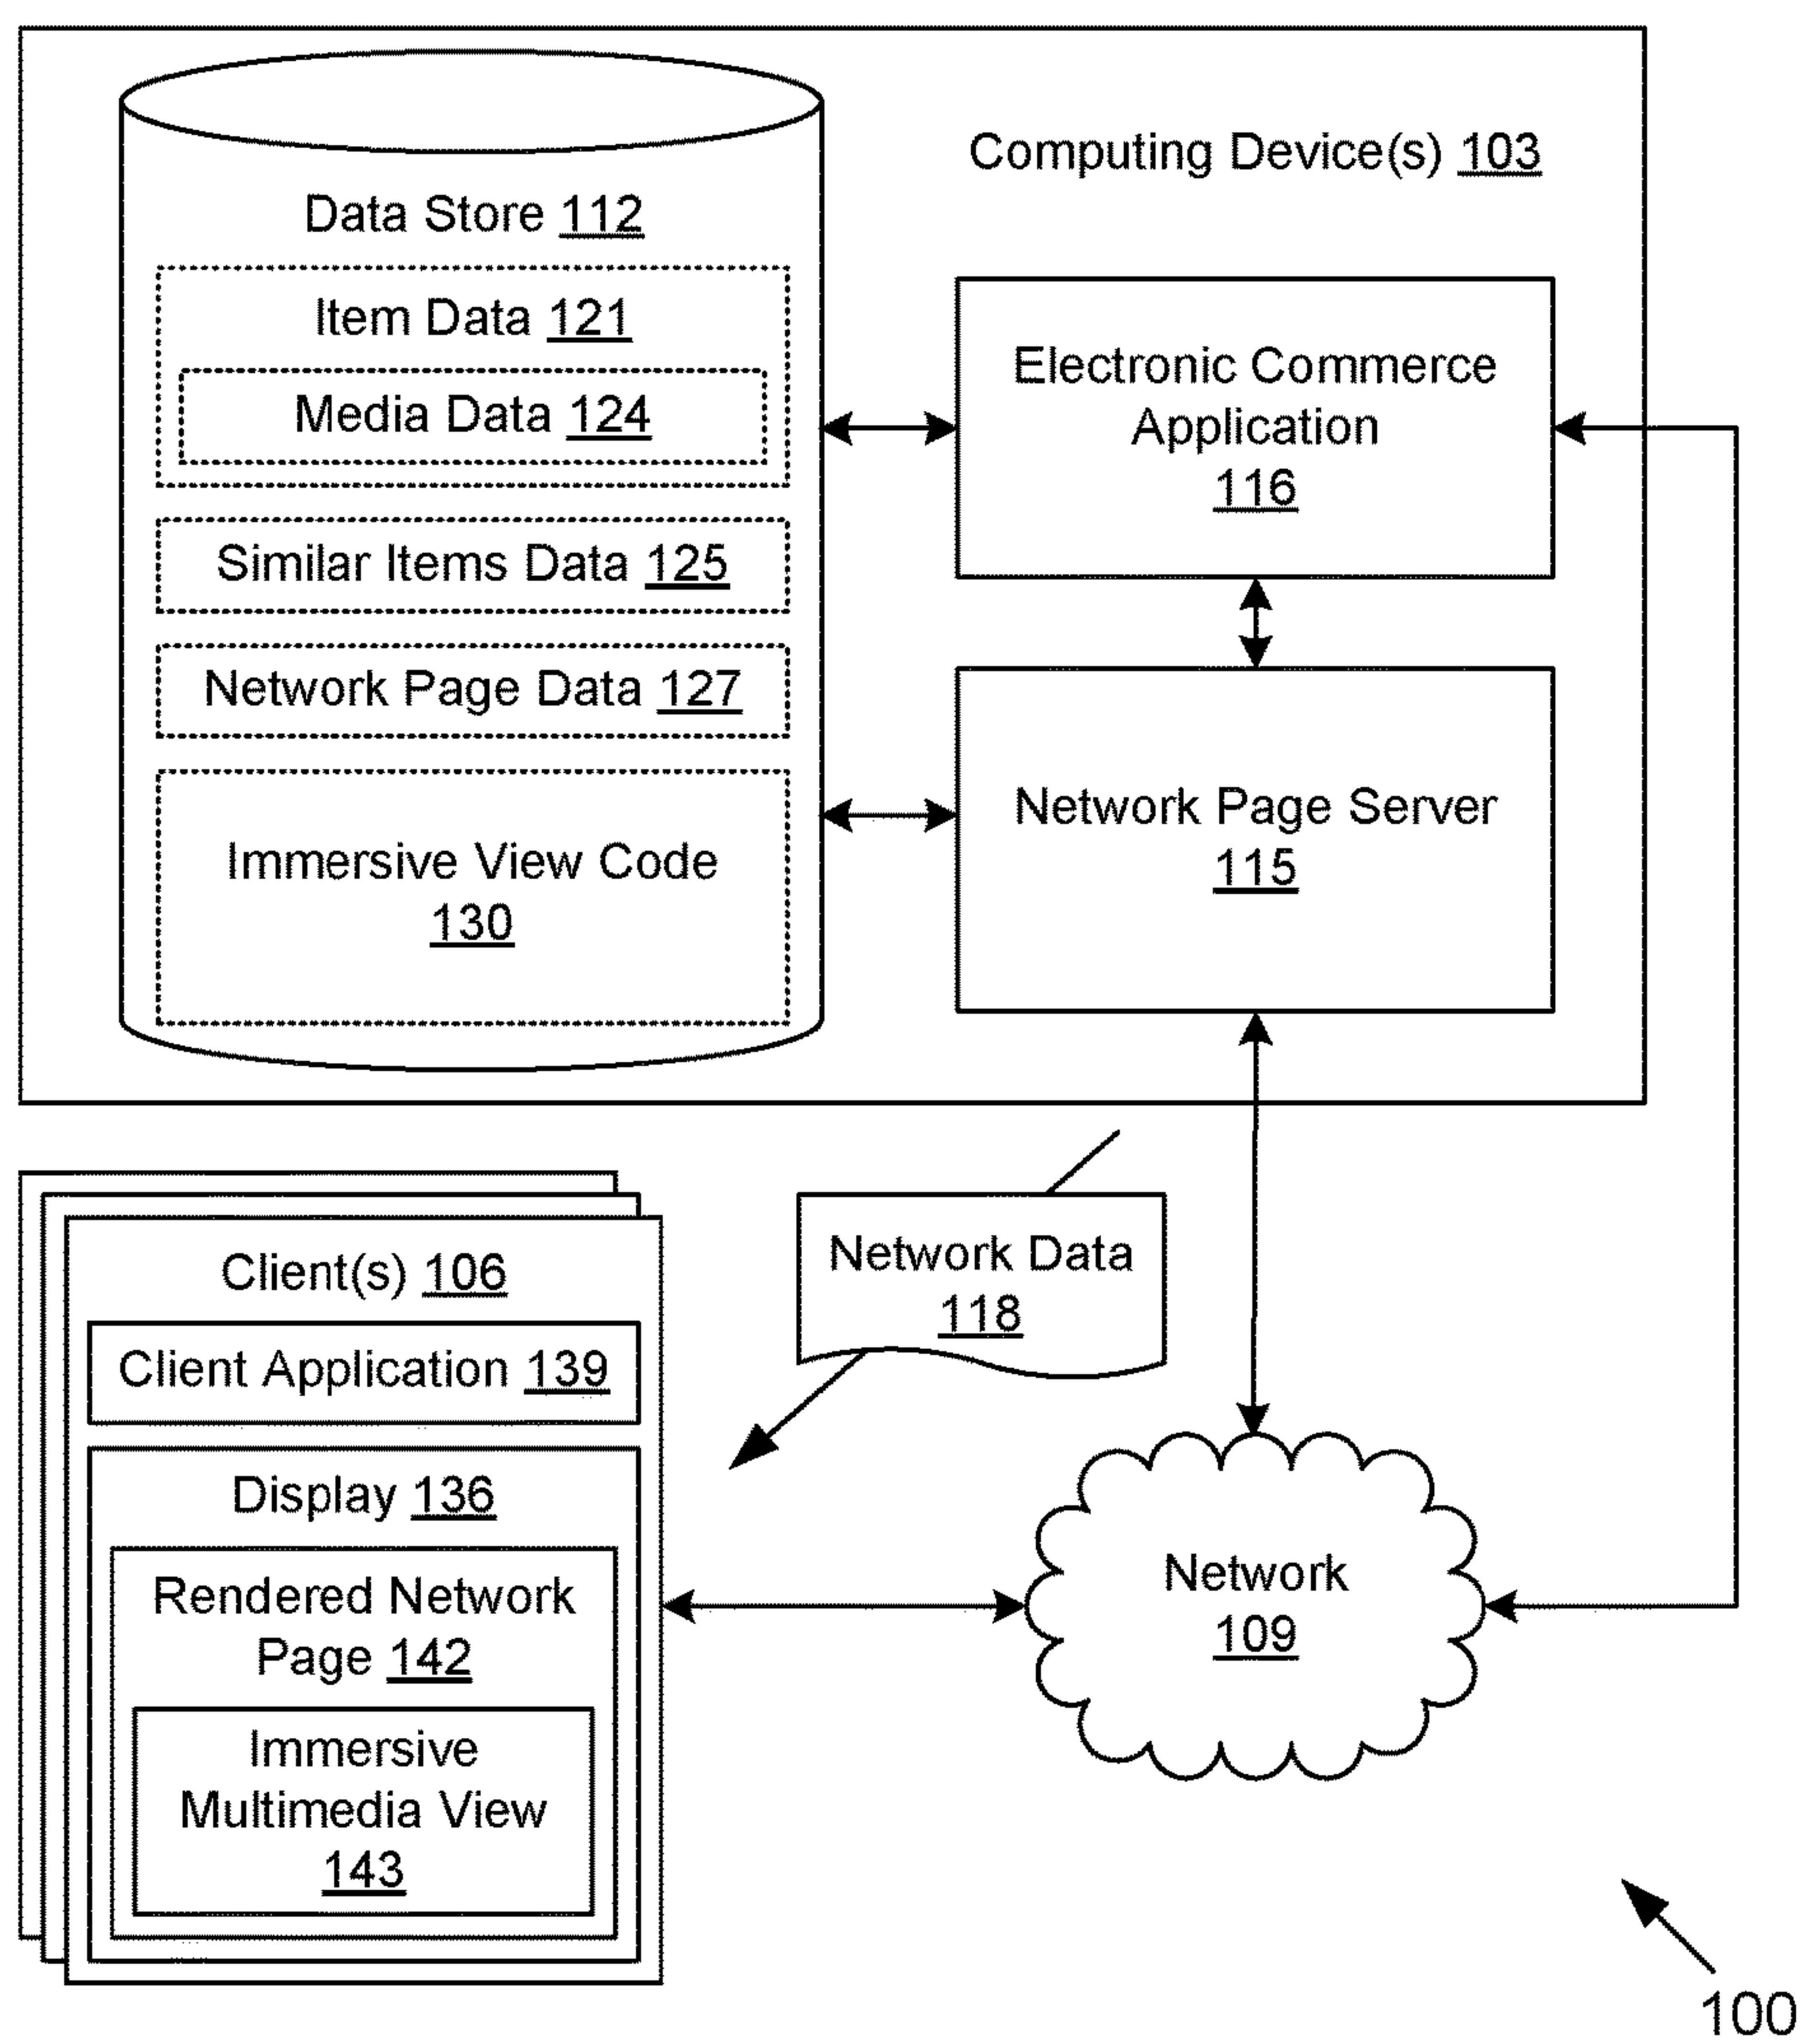 Computing Device(s) 103
Data Store 112
Item Data 121
Media Data 124
Similar Items Data 125
Network Page Data 127
Immersive View Code
130
Electronic Commerce
Application
116
Network Page Server
115
Network Data
118
Client(s) 106
Client Application 139
Display 136
Rendered Network
Page 142
Immersive
Multimedia View
143
Network
109
100